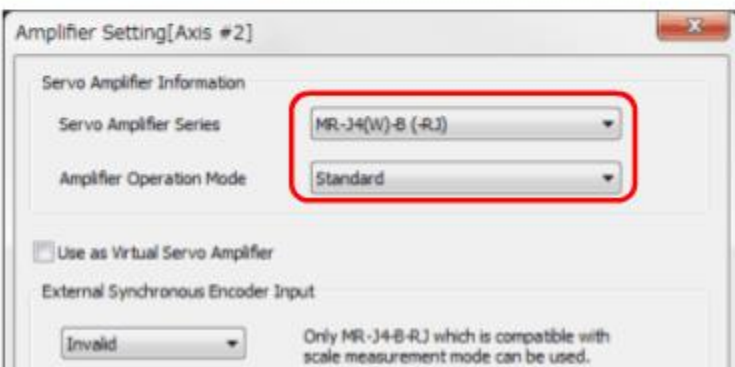 Amplifier Setting[Axis #2]
Servo Amplifier Information
Servo Amplifier Series MR-J4(W)-B (-RJ)
Amplifier Operation Mode Standard
Use as Virtual Servo Amplifier
External Synchronous Encoder Input
Invalid Only MR-J4-B-RJ which is compatible with
scale measurement mode can be used.